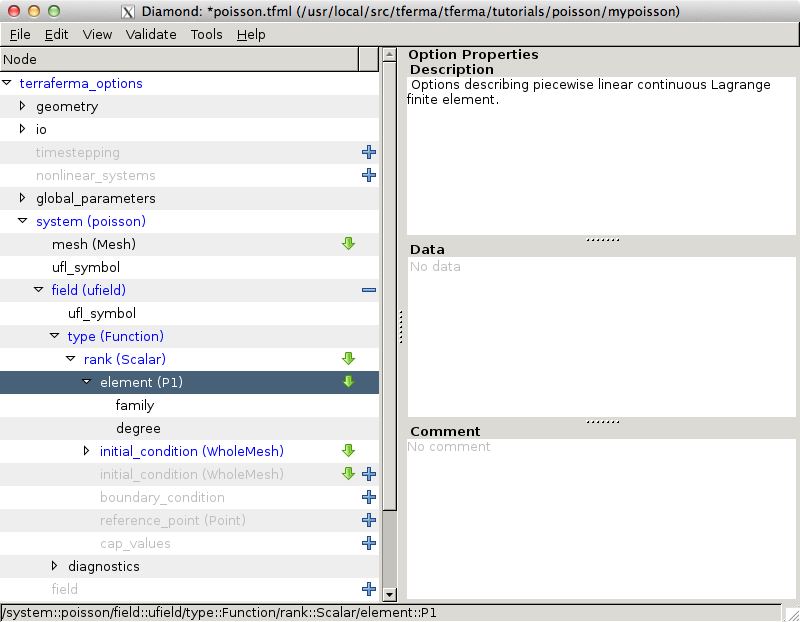 Diamond: *poisson.tfml (/usr/local/src/tferma/tferma/tutorials/poisson/mypoisson)
File Edit View Validate Tools Help
Node
terraferma_options
geometry
io
timestepping
nonlinear_systems
global_parameters
system (poisson)
mesh (Mesh)
ufl_symbol
field (ufield)
ufl_symbol
type (Function)
rank (Scalar)
element (P1)
family
degree
initial_condition (WholeMesh)
initial_condition (WholeMesh)
boundary_condition
reference_point (Point)
cap_values
diagnostics
field
Option Properties
Description
Options describing piecewise linear continuous Lagrange
finite element.
Data
No data
Comment
No comment
/system::poisson/field::ufield/type::Function/rank::Scalar/element::P1